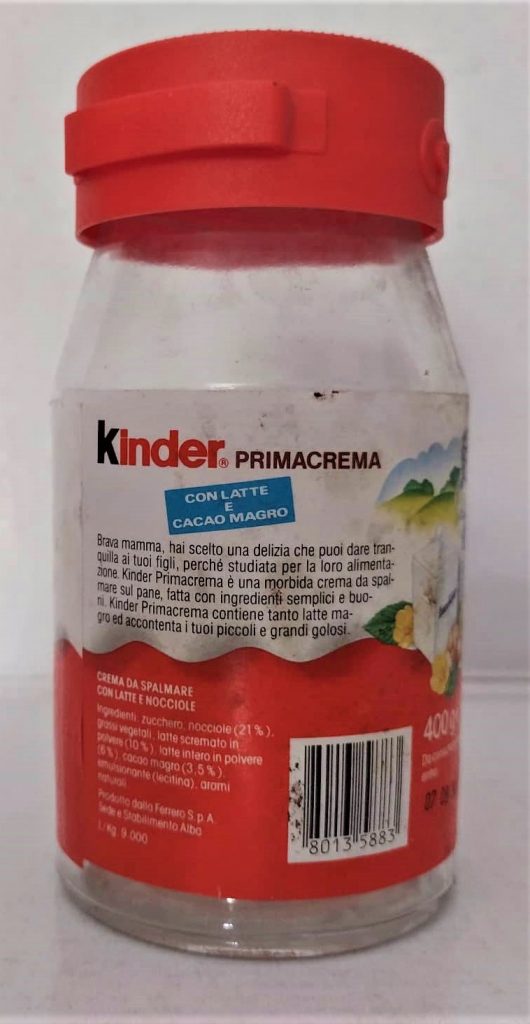 Kinder® PRIMACREMA
CON LATTE
E
CACAO MAGRO
Brava mamma, hai scelto una delizia che puoi dare tran-
quilla ai tuoi figli, perché studiata per la loro alimenta-
zione. Kinder Primacrema è una morbida crema da spal-
mare sul pane, fatta con ingredienti semplici e buo-
ni. Kinder Primacrema contiene tanto latte ma-
gro ed accontenta i tuoi piccoli e grandi golosi.
CREMA DA SPALMARE
CON LATTE E NOCCIOLE
Ingredienti: zucchero, nocciole (21%),
grassi vegetali, latte scremato in
polvere (10%), latte intero in polvere
(6%), cacao magro (3,5%),
emulsionante (lecitina), aromi
naturali.
Prodotto dalla Ferrero S.p.A.
Sede e Stabilimento Alba
L/Kg. 9.000
8013 5883
400 g